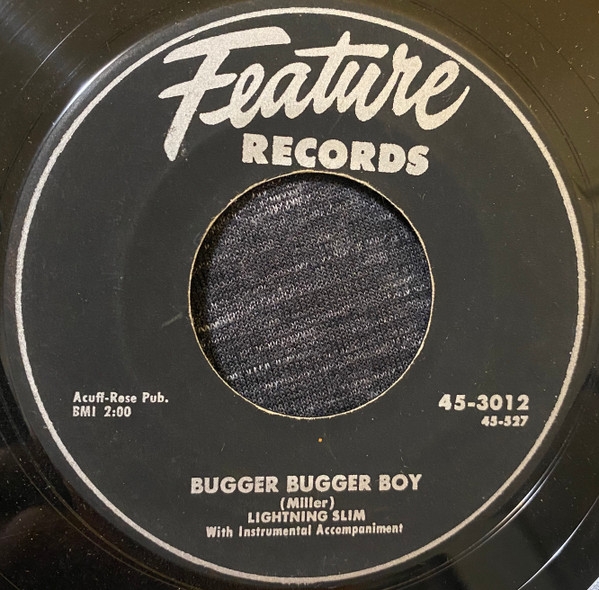 Feature
RECORDS
Acuff-Rose Pub.
BMI 2:00
45-3012
45-527
BUGGER BUGGER BOY
(Miller)
LIGHTNING SLIM
With Instrumental Accompaniment